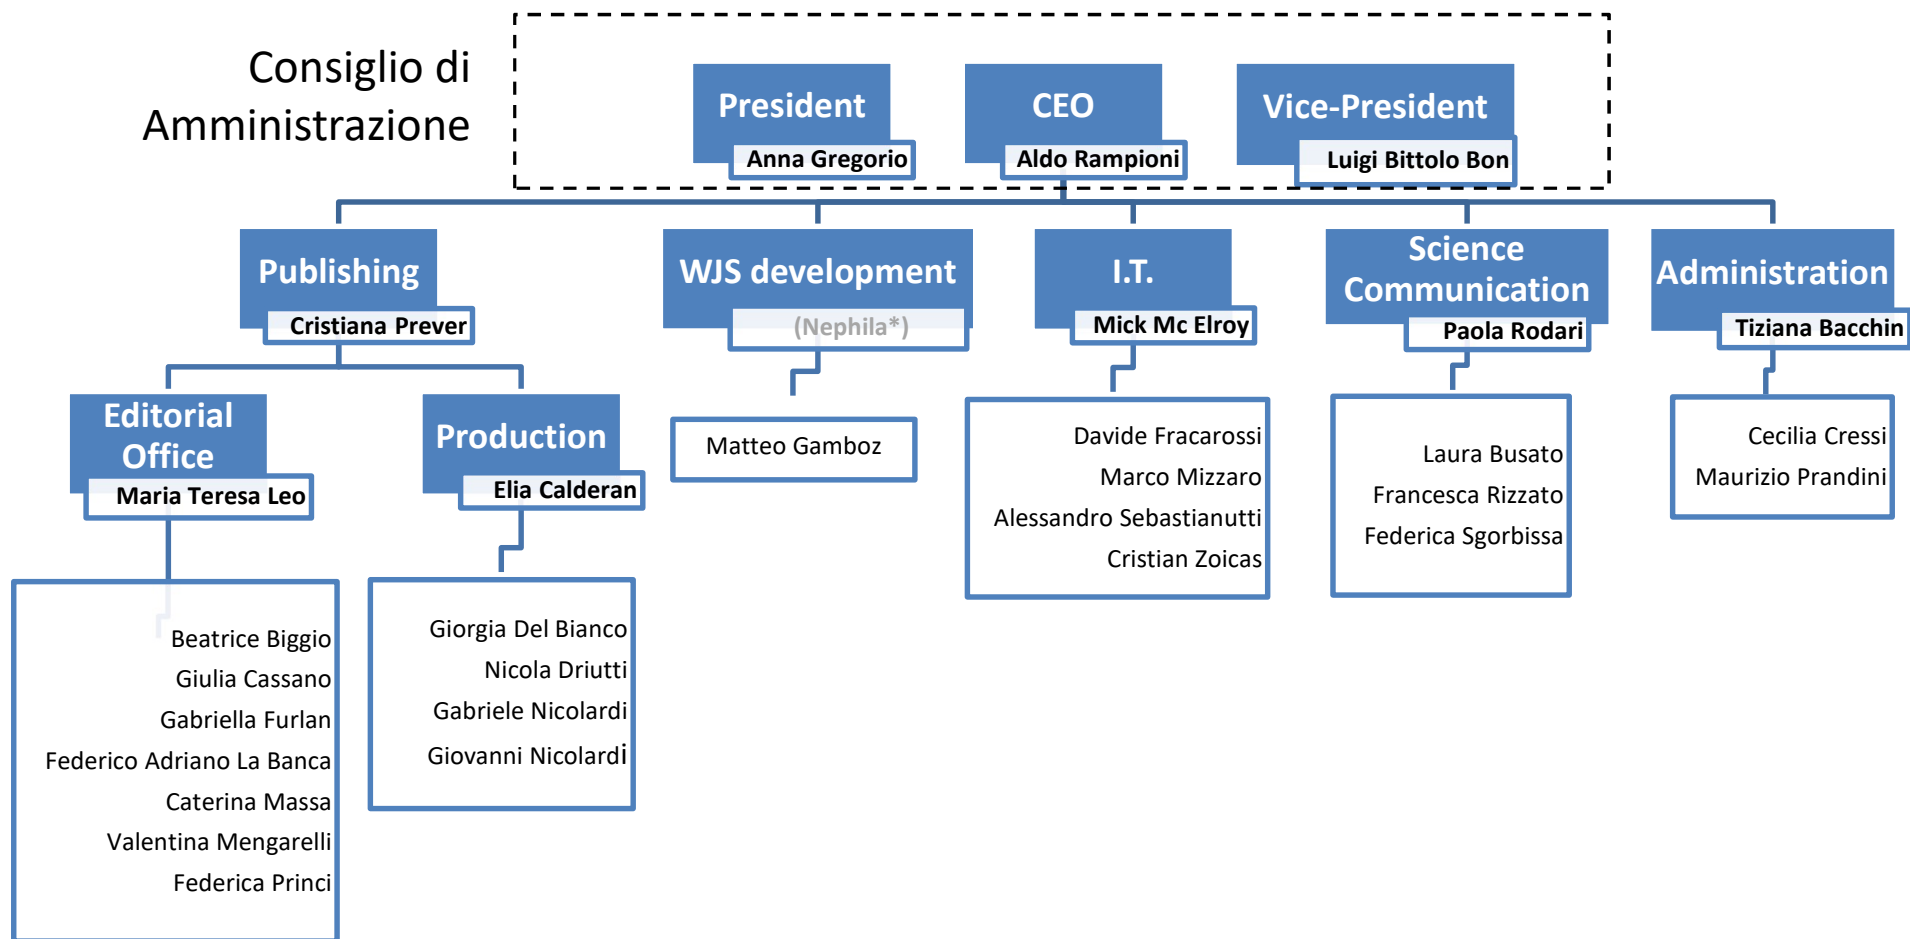 Consiglio di
Amministrazione
President
Anna Gregorio
CEO
Aldo Rampioni
Vice-President
Luigi Bittolo Bon
Publishing
Cristiana Prever
WJS development
(Nephila*)
I.T.
Mick Mc Elroy
Science
Communication
Paola Rodari
Administration
Tiziana Bacchin
Editorial
Office
Maria Teresa Leo
Production
Elia Calderan
Matteo Gamboz
Davide Fracarossi
Marco Mizzaro
Alessandro Sebastianutti
Cristian Zoicas
Laura Busato
Francesca Rizzato
Federica Sgorbissa
Cecilia Cressi
Maurizio Prandini
Beatrice Biggio
Giulia Cassano
Gabriella Furlan
Federico Adriano La Banca
Caterina Massa
Valentina Mengarelli
Federica Princi
Giorgia Del Bianco
Nicola Driutti
Gabriele Nicolardi
Giovanni Nicolardi